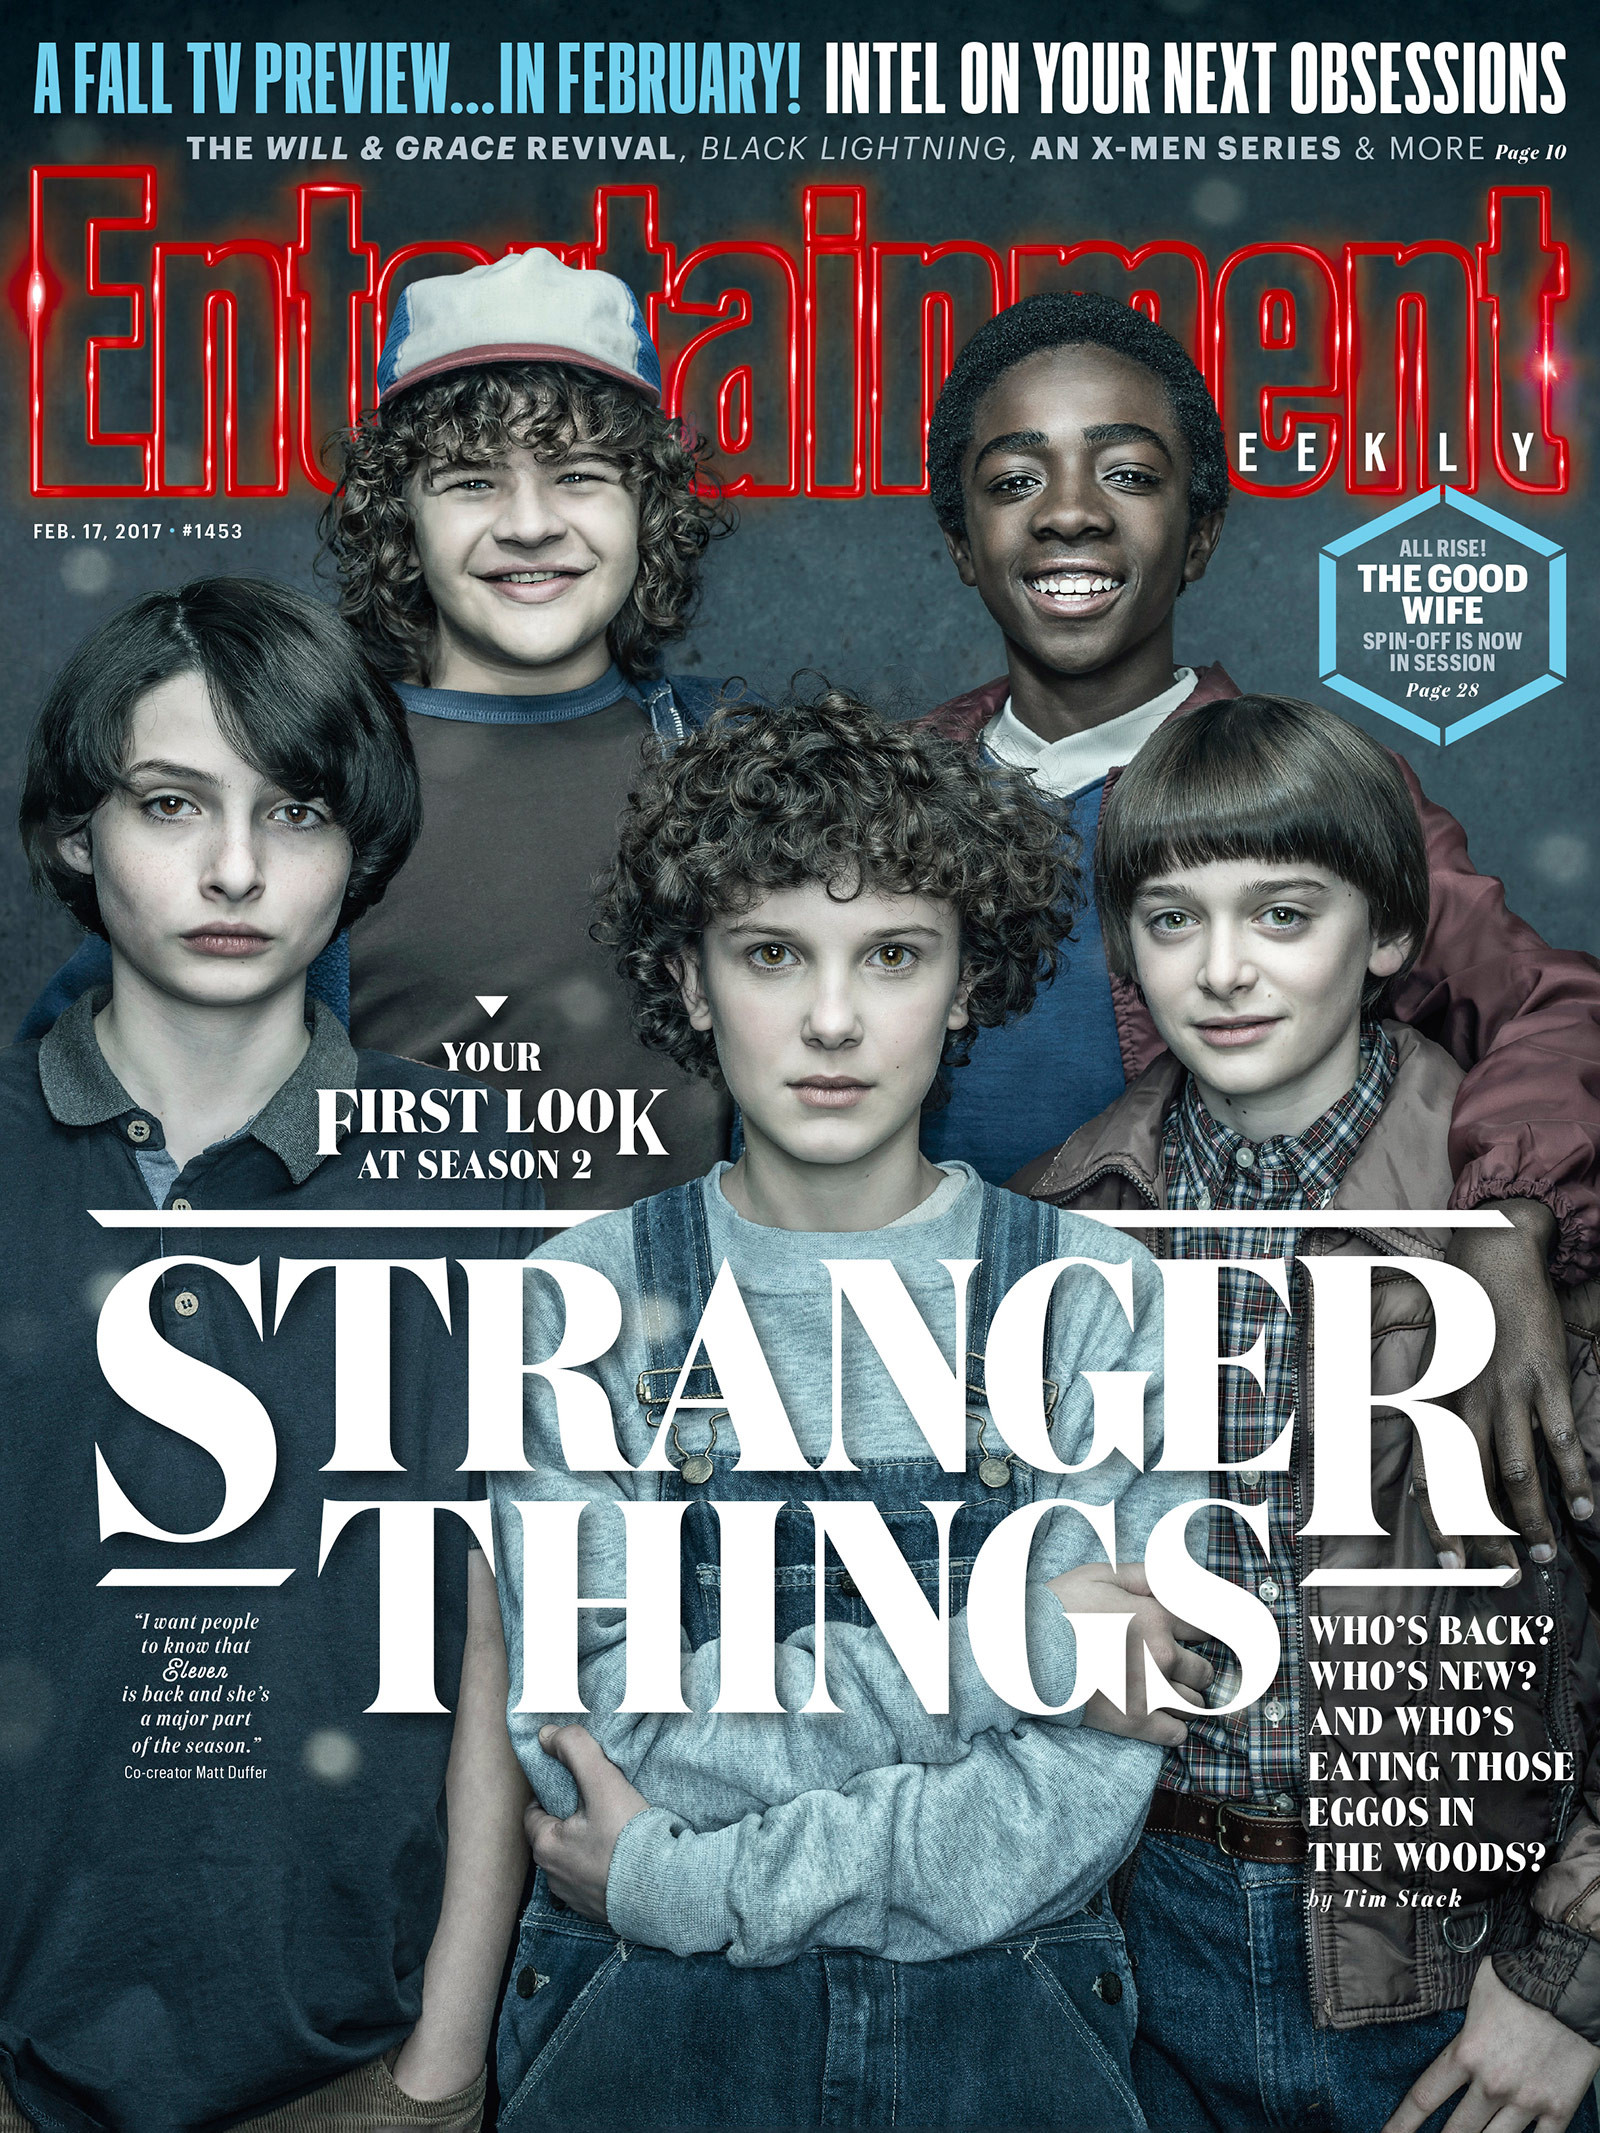 A FALL TV PREVIEW...IN FEBRUARY! INTEL ON YOUR NEXT OBSESSIONS
THE WILL & GRACE REVIVAL, BLACK LIGHTNING, AN X-MEN SERIES & MORE Page 10
Entertainment
EEKLY
FEB. 17, 2017 • #1453
ALL RISE!
THE GOOD
WIFE
SPIN-OFF IS NOW
IN SESSION
Page 28
YOUR
FIRST LOOK
AT SEASON 2
STRANGER
THINGS
“I want people
to know that
Eleven
is back and she’s
a major part
of the season.”
Co-creator Matt Duffer
WHO’S BACK?
WHO’S NEW?
AND WHO’S
EATING THOSE
EGGOS IN
THE WOODS?
by Tim Stack